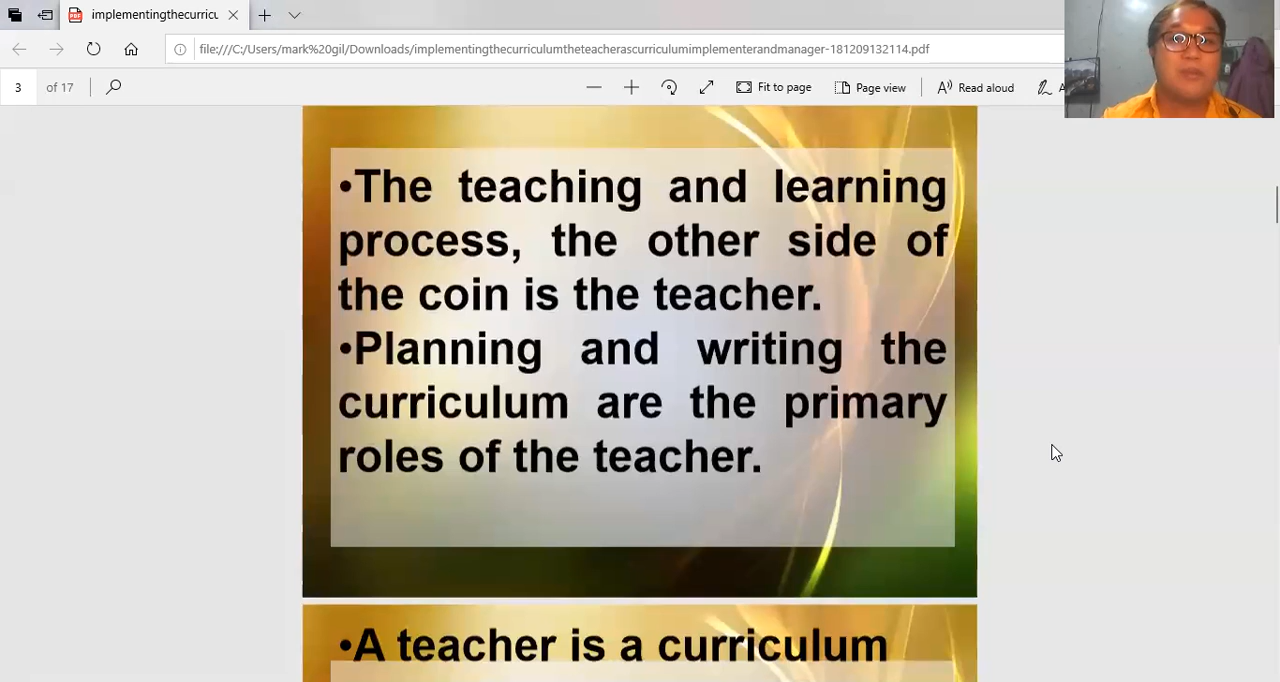 implementingthecurricu
file:///C:/Users/mark%20gil/Downloads/implementingthecurriculumtheteacherascurriculumimplementerandmanager-181209132114.pdf
3 of 17
Fit to page
Page view
Read aloud
•The teaching and learning
process, the other side of
the coin is the teacher.
•Planning and writing the
curriculum are the primary
roles of the teacher.
•A teacher is a curriculum